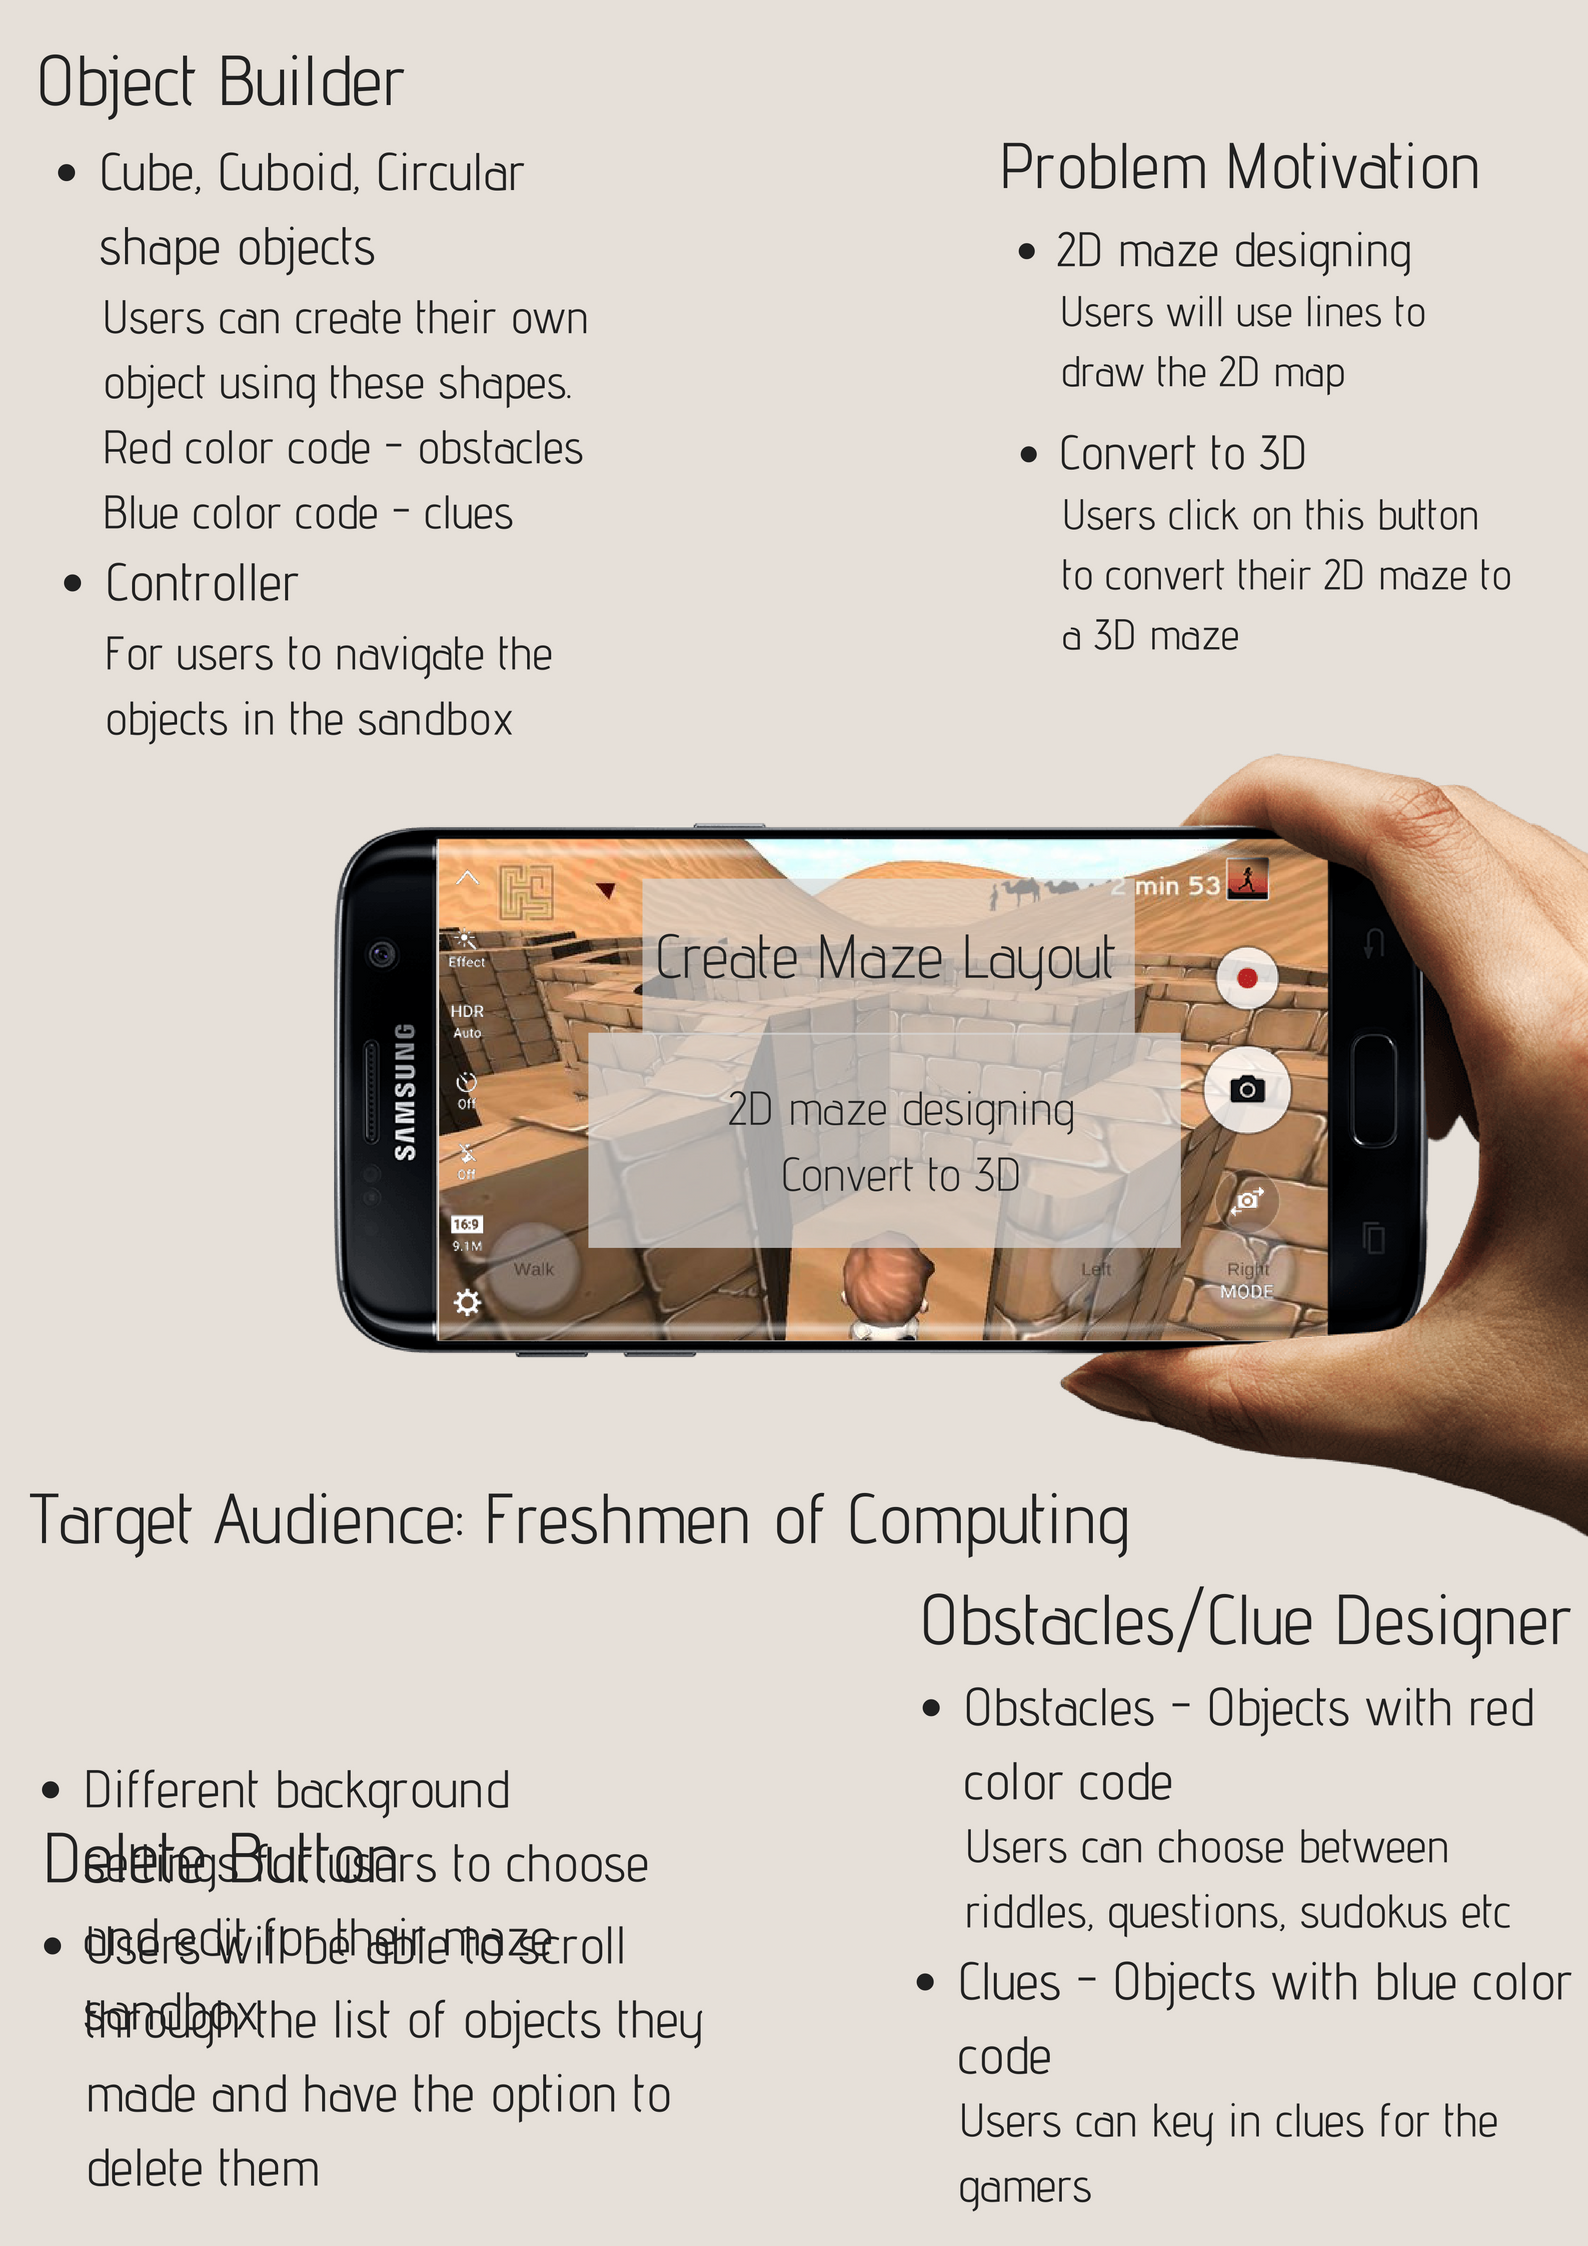 Object Builder
• Cube, Cuboid, Circular
shape objects
Users can create their own
object using these shapes.
Red color code - obstacles
Blue color code - clues
• Controller
For users to navigate the
objects in the sandbox
Problem Motivation
• 2D maze designing
Users will use lines to
draw the 2D map
• Convert to 3D
Users click on this button
to convert their 2D maze to
a 3D maze
SAMSUNG
Effect
HDR
Auto
Off
Off
16:9
9.1M
2 min 53
Create Maze Layout
2D maze designing
Convert to 3D
Walk
Left
Right
MODE
Target Audience: Freshmen of Computing
• Different background
settings for users to choose
and edit for their maze
sandbox
Delete Button
• Users will be able to scroll
through the list of objects they
made and have the option to
delete them
Obstacles/Clue Designer
• Obstacles - Objects with red
color code
Users can choose between
riddles, questions, sudokus etc
• Clues - Objects with blue color
code
Users can key in clues for the
gamers